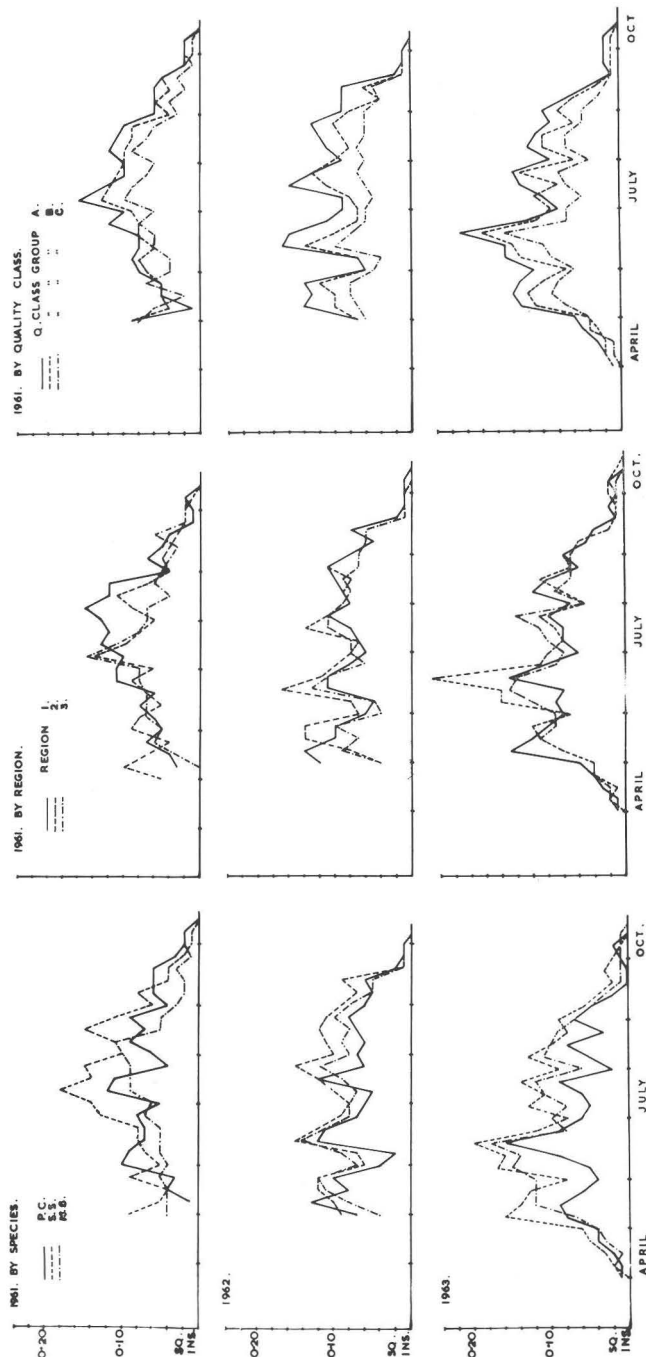 1961. BY SPECIES.
P.C.
S.S.
M.B.
0·20
0·10
SQ.
INS.
1961. BY REGION.
REGION 1.
2.
3.
1961. BY QUALITY CLASS.
Q. CLASS GROUP A.
" " B.
" " C.
1962.
0·20
0·10
SQ.
INS.
1963.
0·20
0·10
SQ.
INS.
APRIL
JULY
OCT.
APRIL
JULY
OCT.
APRIL
JULY
OCT